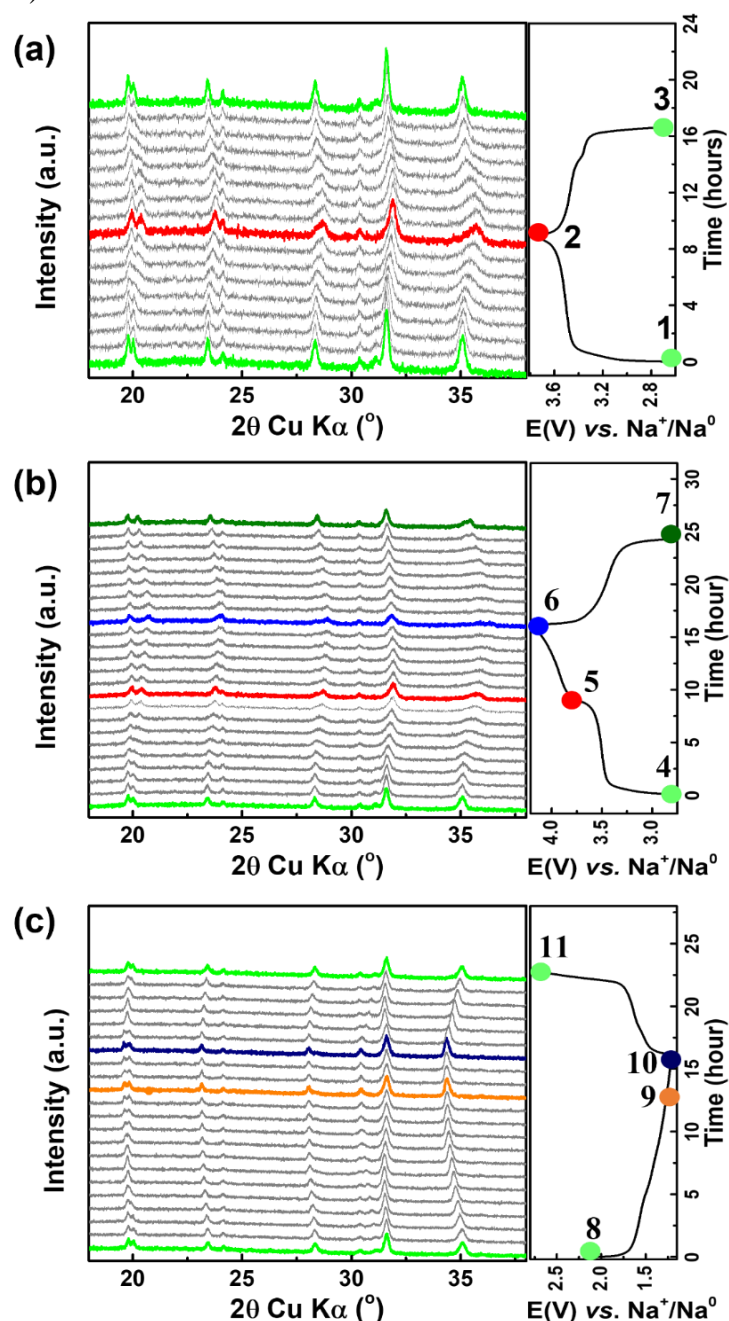 (a)
Intensity (a.u.)
20 25 30 35
2θ Cu Kα (°)
3
2
1
24
20
16
12
8
4
0
Time (hours)
3.6 3.2 2.8
E(V) vs. Na⁺/Na⁰
(b)
Intensity (a.u.)
20 25 30 35
2θ Cu Kα (°)
7
6
5
4
30
25
20
15
10
5
0
Time (hour)
4.0 3.5 3.0
E(V) vs. Na⁺/Na⁰
(c)
Intensity (a.u.)
20 25 30 35
2θ Cu Kα (°)
11
10
9
8
25
20
15
10
5
0
Time (hour)
2.5 2.0 1.5
E(V) vs. Na⁺/Na⁰